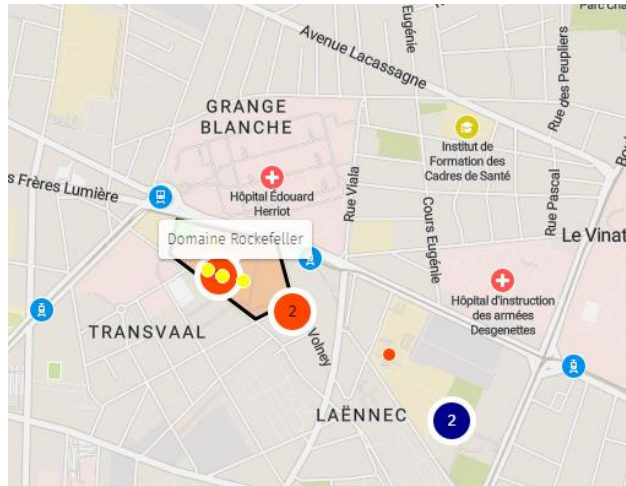 Parc Cha
Eugénie
Avenue Lacassagne
Rue des Peupliers
GRANGE
BLANCHE
Institut de
Formation des
Cadres de Santé
s Frères Lumière
Hôpital Édouard
Herriot
Rue Viala
Cours Eugénie
Rue Pascal
Le Vinat
Domaine Rockefeller
Hôpital d'instruction
des armées
Desgenettes
TRANSVAAL
2
Volney
LAËNNEC
2